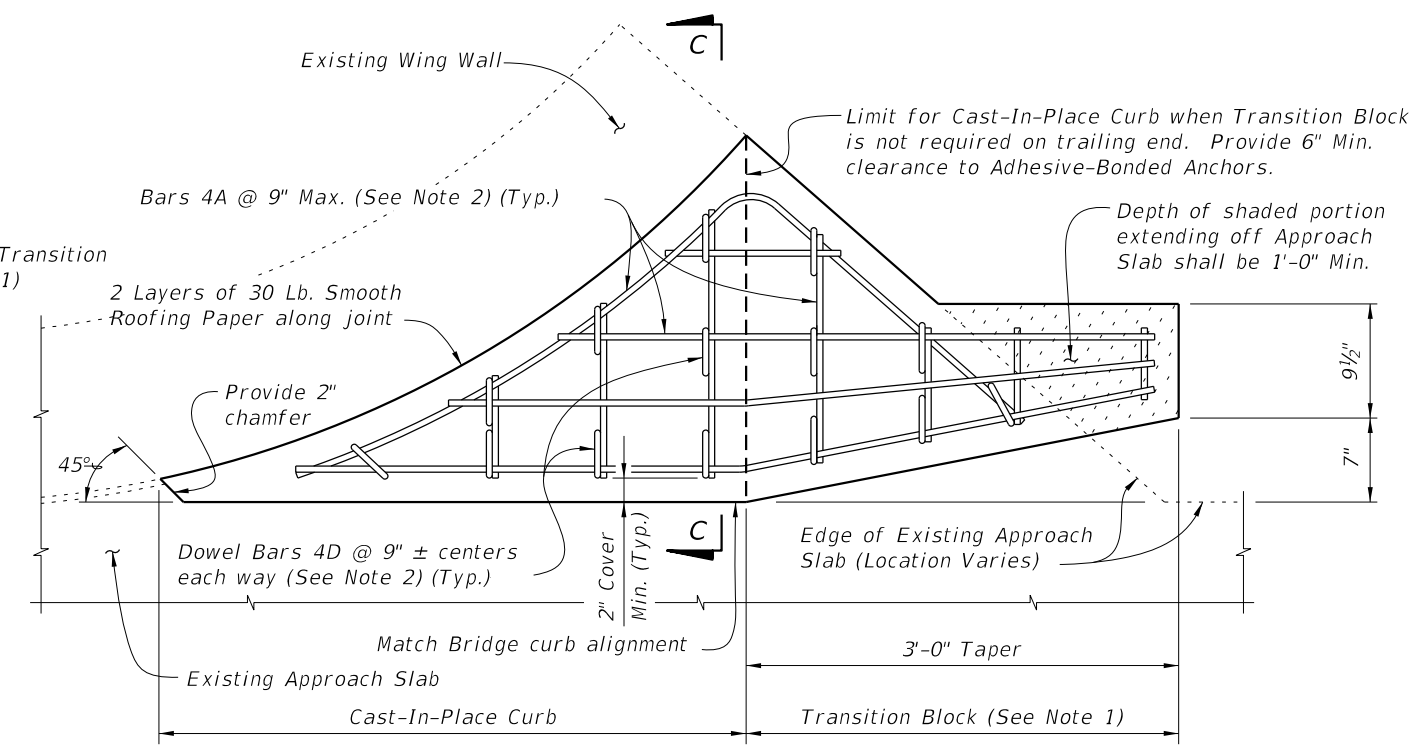 C
Existing Wing Wall
Limit for Cast-In-Place Curb when Transition Block
is not required on trailing end. Provide 6" Min.
clearance to Adhesive-Bonded Anchors.
Bars 4A @ 9" Max. (See Note 2) (Typ.)
Depth of shaded portion
extending off Approach
Slab shall be 1'-0" Min.
Transition
1)
2 Layers of 30 Lb. Smooth
Roofing Paper along joint
9½"
Provide 2"
chamfer
45°
7"
C
Edge of Existing Approach
Slab (Location Varies)
Dowel Bars 4D @ 9" ± centers
each way (See Note 2) (Typ.)
2" Cover
Min. (Typ.)
Match Bridge curb alignment
3'-0" Taper
Existing Approach Slab
Cast-In-Place Curb
Transition Block (See Note 1)